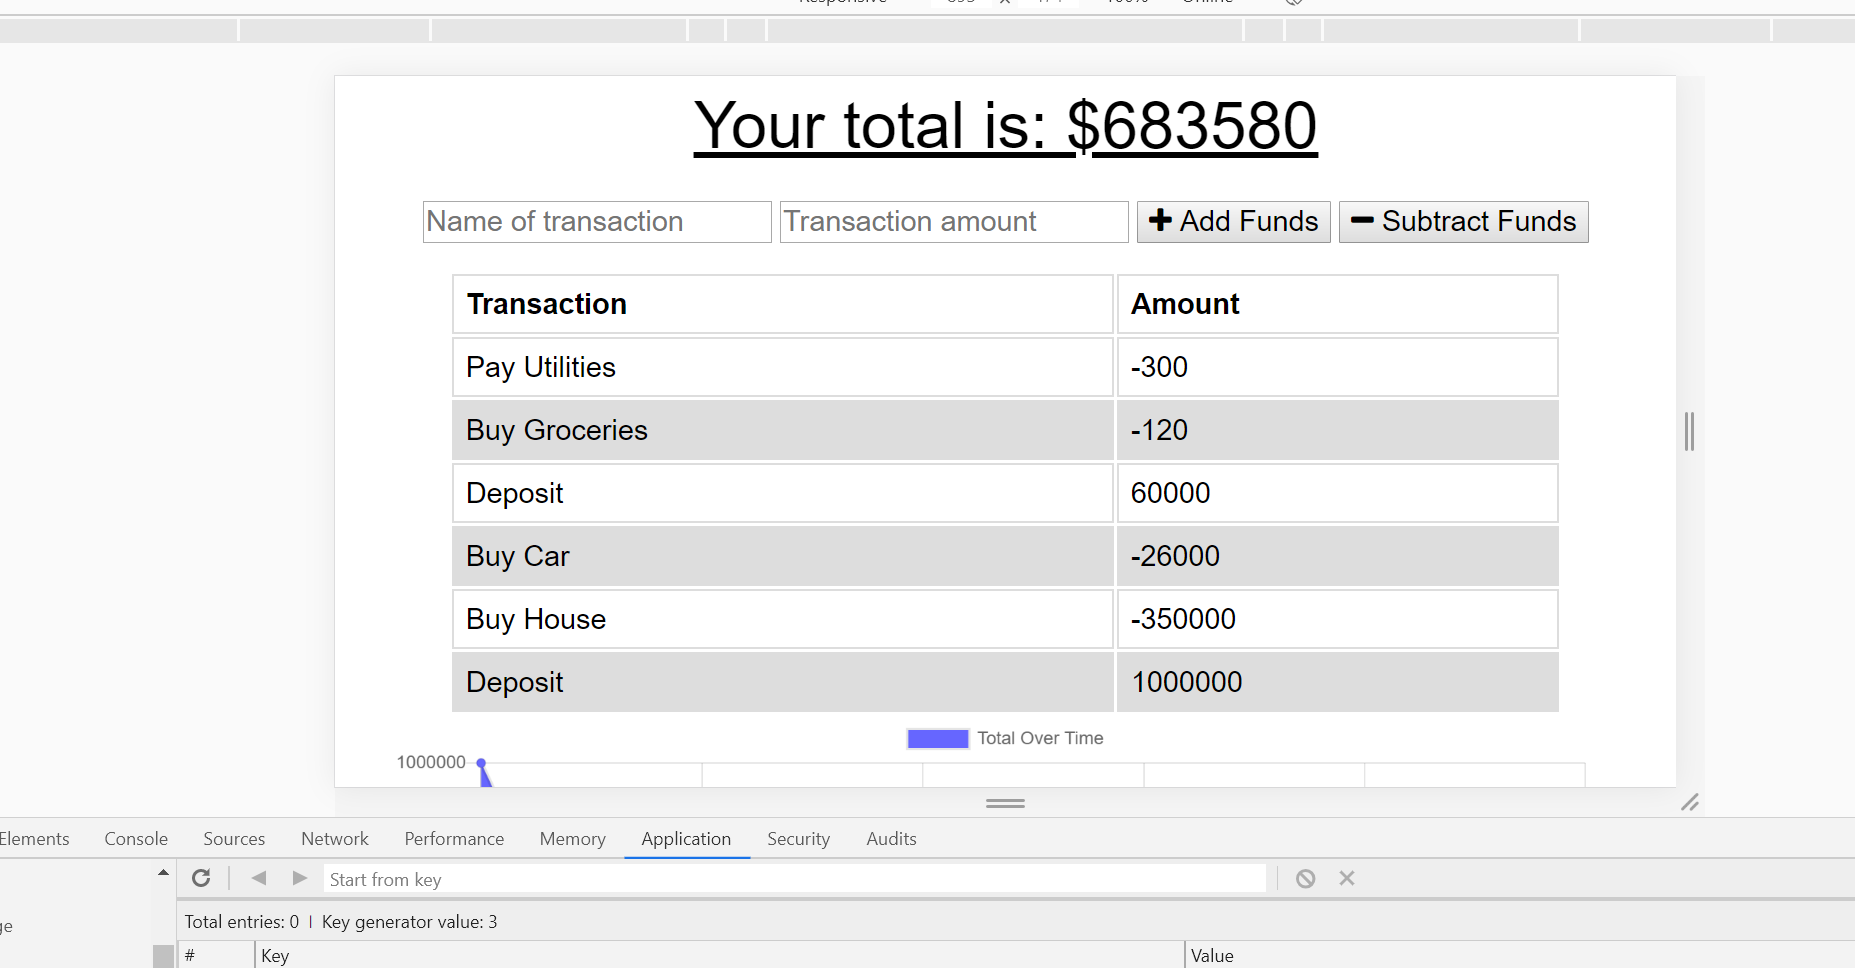 Your total is: $683580
Name of transaction Transaction amount Add Funds Subtract Funds
Transaction Amount
Pay Utilities -300
Buy Groceries -120
Deposit 60000
Buy Car -26000
Buy House -350000
Deposit 1000000
Total Over Time
1000000
Elements Console Sources Network Performance Memory Application Security Audits
Start from key
Total entries: 0 | Key generator value: 3
# Key Value